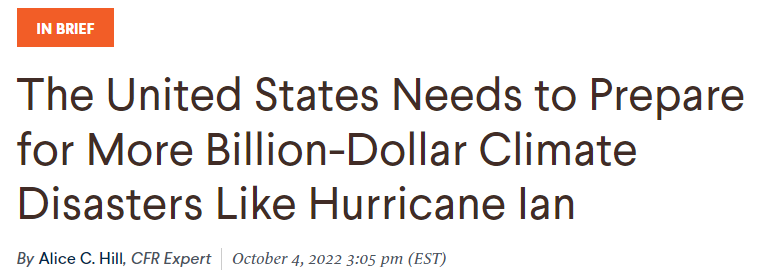 IN BRIEF
The United States Needs to Prepare
for More Billion-Dollar Climate
Disasters Like Hurricane Ian
By Alice C. Hill, CFR Expert October 4, 2022 3:05 pm (EST)